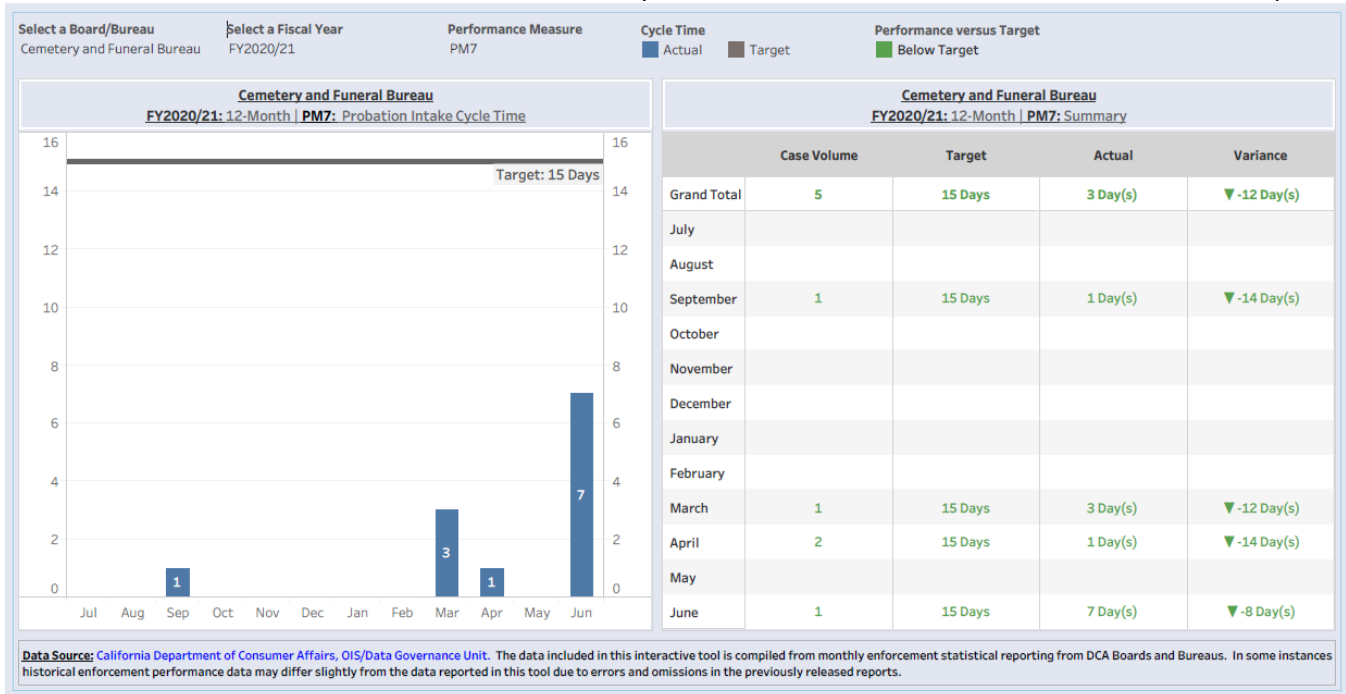 Select a Board/Bureau
Cemetery and Funeral Bureau
Select a Fiscal Year
FY2020/21
Performance Measure
PM7
Cycle Time
Actual Target
Performance versus Target
Below Target
Cemetery and Funeral Bureau
FY2020/21: 12-Month | PM7: Probation Intake Cycle Time
16 16
Target: 15 Days
14 14
12 12
10 10
8 8
6 6
4 4
7
2 2
3
0 0
1 1
Jul Aug Sep Oct Nov Dec Jan Feb Mar Apr May Jun
Cemetery and Funeral Bureau
FY2020/21: 12-Month | PM7: Summary
Case Volume Target Actual Variance
Grand Total 5 15 Days 3 Day(s) ▼ -12 Day(s)
July
August
September 1 15 Days 1 Day(s) ▼ -14 Day(s)
October
November
December
January
February
March 1 15 Days 3 Day(s) ▼ -12 Day(s)
April 2 15 Days 1 Day(s) ▼ -14 Day(s)
May
June 1 15 Days 7 Day(s) ▼ -8 Day(s)
Data Source: California Department of Consumer Affairs, OIS/Data Governance Unit. The data included in this interactive tool is compiled from monthly enforcement statistical reporting from DCA Boards and Bureaus. In some instances
historical enforcement performance data may differ slightly from the data reported in this tool due to errors and omissions in the previously released reports.